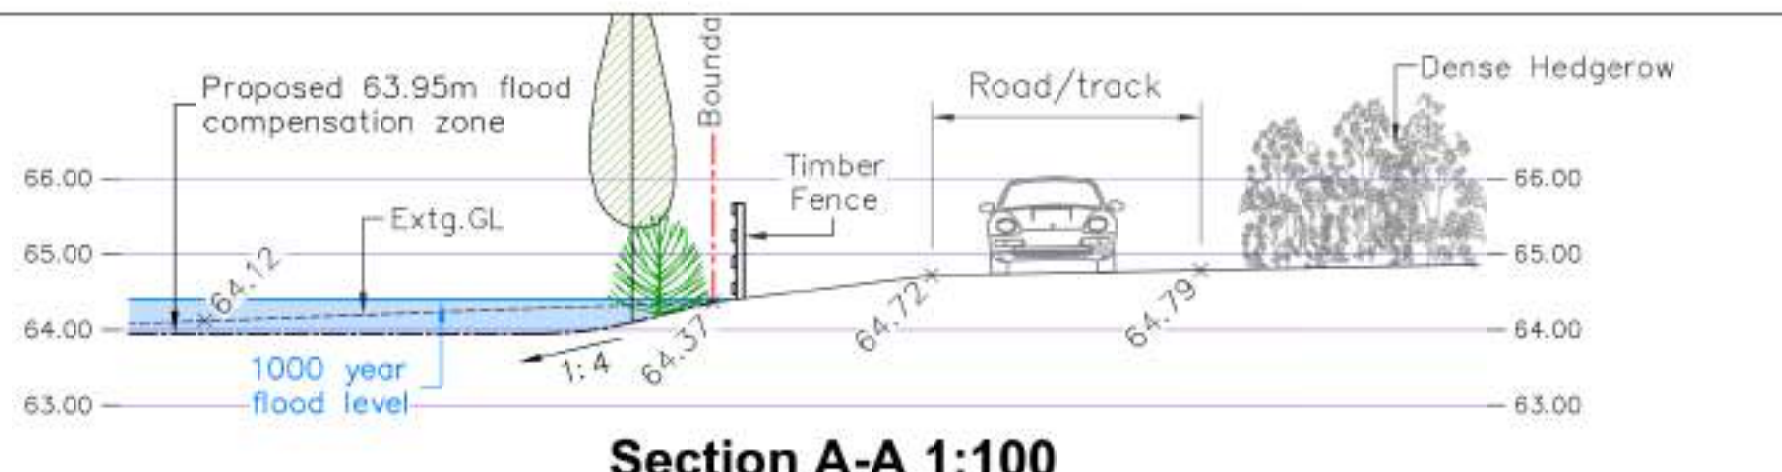 Proposed 63.95m flood
compensation zone
Bounda
Road/track
Dense Hedgerow
Timber
Fence
66.00
66.00
Extg.GL
65.00
65.00
64.12
64.00
64.00
64.37
64.72
64.79
1:4
1000 year
flood level
63.00
63.00
Section A-A 1:100